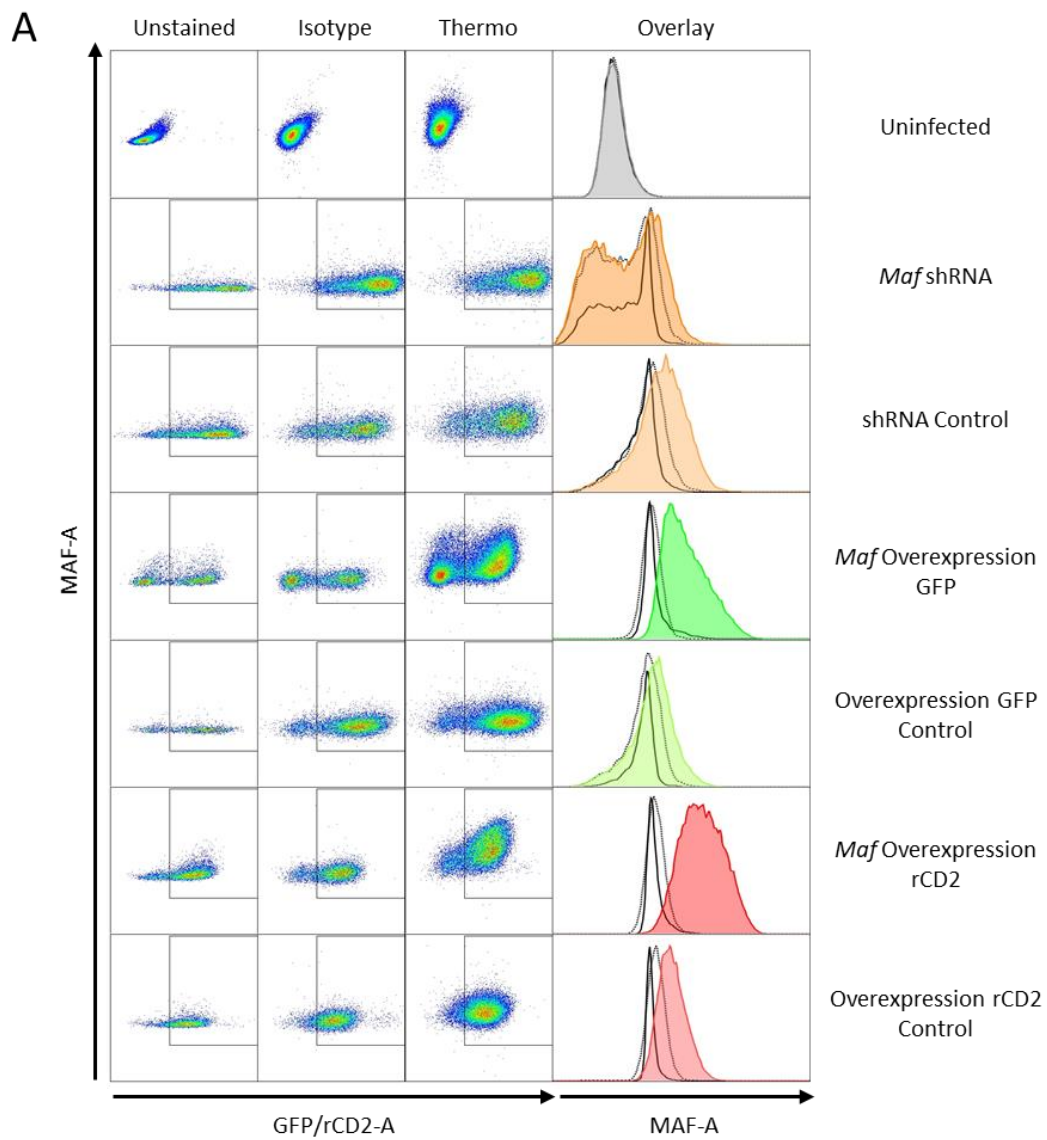 A
Unstained
Isotype
Thermo
Overlay
Uninfected
Maf shRNA
shRNA Control
Maf Overexpression
GFP
Overexpression GFP
Control
Maf Overexpression
rCD2
Overexpression rCD2
Control
MAF-A
GFP/rCD2-A
MAF-A